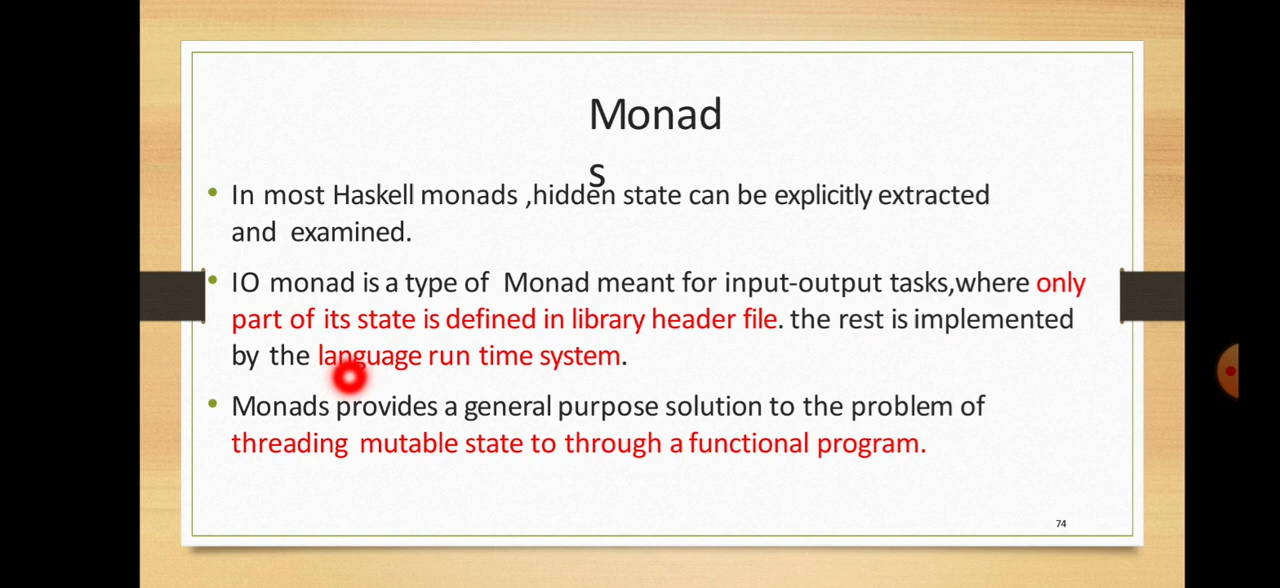 Monad
s
• In most Haskell monads ,hidden state can be explicitly extracted
and examined.
• IO monad is a type of Monad meant for input-output tasks,where only
part of its state is defined in library header file. the rest is implemented
by the language run time system.
• Monads provides a general purpose solution to the problem of
threading mutable state to through a functional program.
74